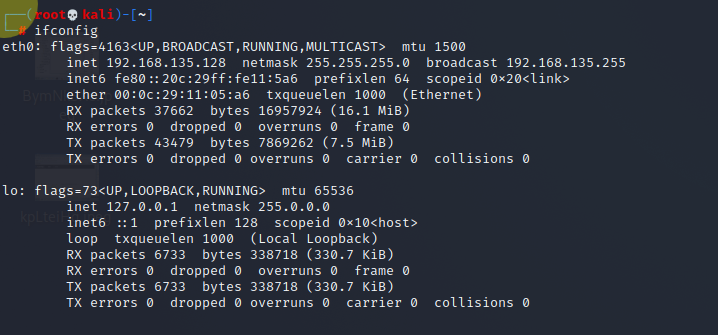 (root💀kali)-[~]
# ifconfig
eth0: flags=4163<UP,BROADCAST,RUNNING,MULTICAST>  mtu 1500
        inet 192.168.135.128  netmask 255.255.255.0  broadcast 192.168.135.255
        inet6 fe80::20c:29ff:fe11:5a6  prefixlen 64  scopeid 0×20<link>
        ether 00:0c:29:11:05:a6  txqueuelen 1000  (Ethernet)
        RX packets 37662  bytes 16957924 (16.1 MiB)
        RX errors 0  dropped 0  overruns 0  frame 0
        TX packets 43479  bytes 7869262 (7.5 MiB)
        TX errors 0  dropped 0 overruns 0  carrier 0  collisions 0

lo: flags=73<UP,LOOPBACK,RUNNING>  mtu 65536
        inet 127.0.0.1  netmask 255.0.0.0
        inet6 ::1  prefixlen 128  scopeid 0×10<host>
        loop  txqueuelen 1000  (Local Loopback)
        RX packets 6733  bytes 338718 (330.7 KiB)
        RX errors 0  dropped 0  overruns 0  frame 0
        TX packets 6733  bytes 338718 (330.7 KiB)
        TX errors 0  dropped 0 overruns 0  carrier 0  collisions 0